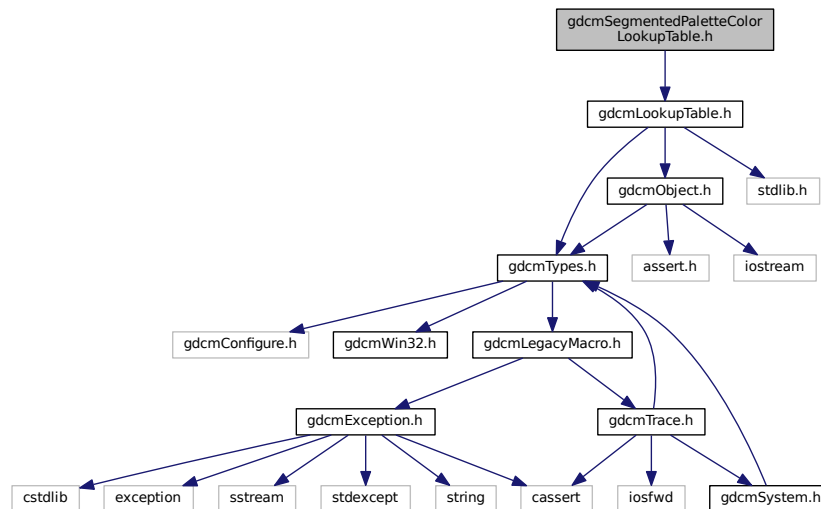 gdcmSegmentedPaletteColor
LookupTable.h
gdcmLookupTable.h
gdcmObject.h
stdlib.h
gdcmTypes.h
assert.h
iostream
gdcmConfigure.h
gdcmWin32.h
gdcmLegacyMacro.h
gdcmException.h
gdcmTrace.h
cstdlib
exception
sstream
stdexcept
string
cassert
iosfwd
gdcmSystem.h